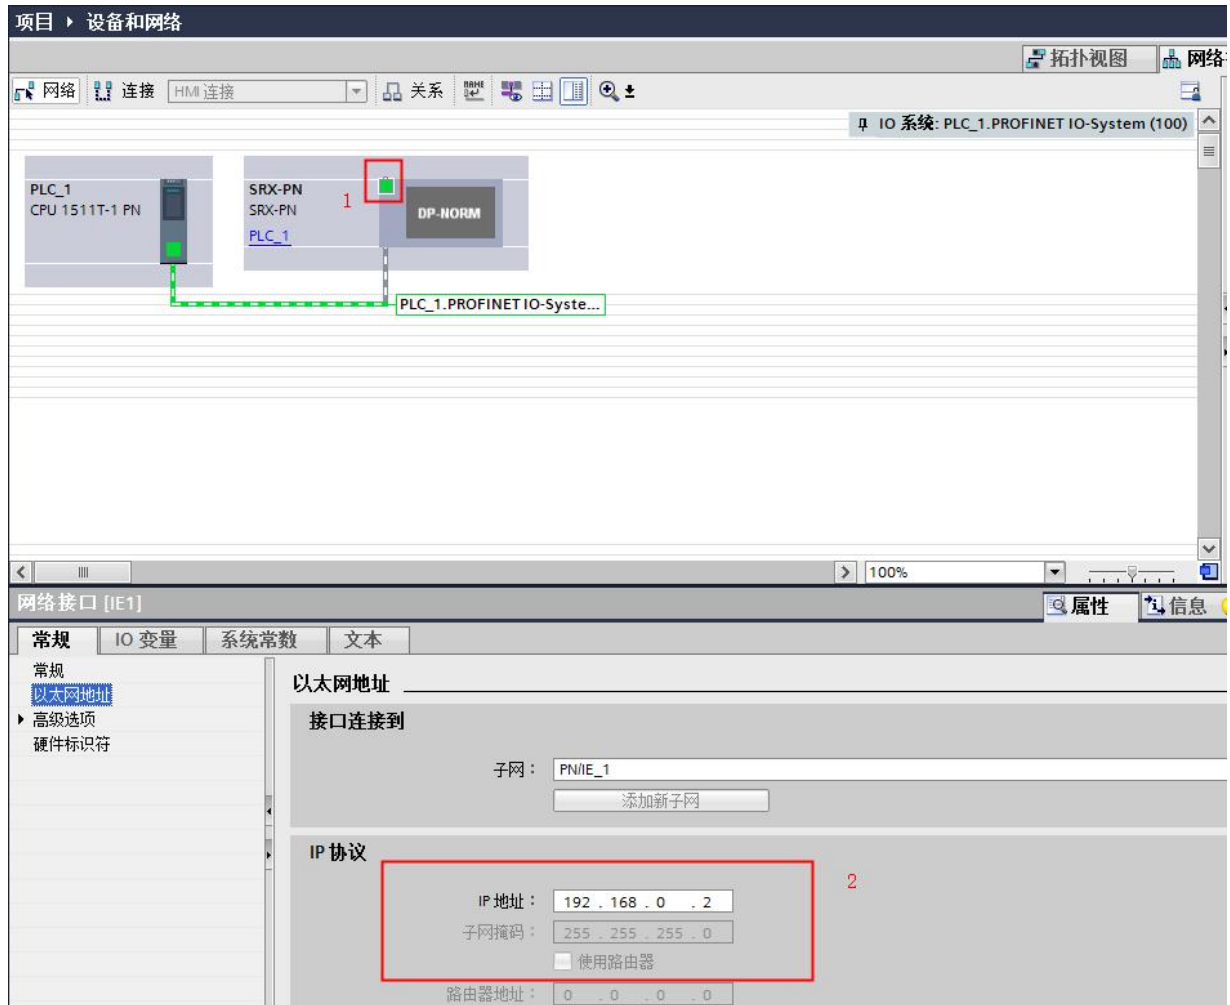 项目 ▸ 设备和网络
拓扑视图 网络
网络 连接 HMI 连接 关系
IO 系统: PLC_1.PROFINET IO-System (100)
PLC_1
CPU 1511T-1 PN
SRX-PN
SRX-PN
PLC_1
1
DP-NORM
PLC_1.PROFINET IO-Syste...
100%
网络接口 [IE1]
属性 信息
常规 IO 变量 系统常数 文本
常规
以太网地址
高级选项
硬件标识符
以太网地址
接口连接到
子网： PN/IE_1
添加新子网
IP 协议
2
IP 地址： 192 . 168 . 0 . 2
子网掩码： 255 . 255 . 255 . 0
使用路由器
路由器地址： 0 . 0 . 0 . 0